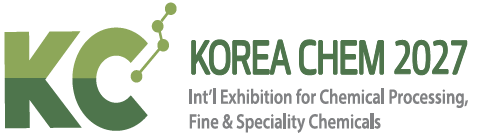 KC
KOREA CHEM 2027
Int'l Exhibition for Chemical Processing,
Fine & Speciality Chemicals